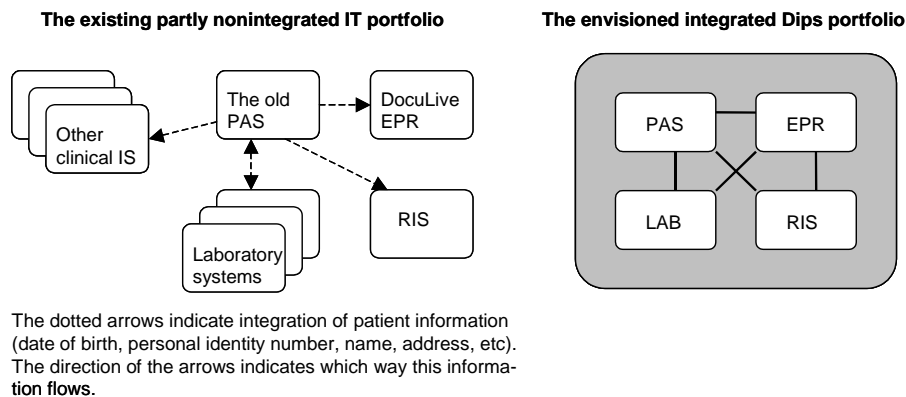 The existing partly nonintegrated IT portfolio
The old
PAS
DocuLive
EPR
Other
clinical IS
RIS
Laboratory
systems
The dotted arrows indicate integration of patient information
(date of birth, personal identity number, name, address, etc).
The direction of the arrows indicates which way this informa-
tion flows.
The envisioned integrated Dips portfolio
PAS
EPR
LAB
RIS